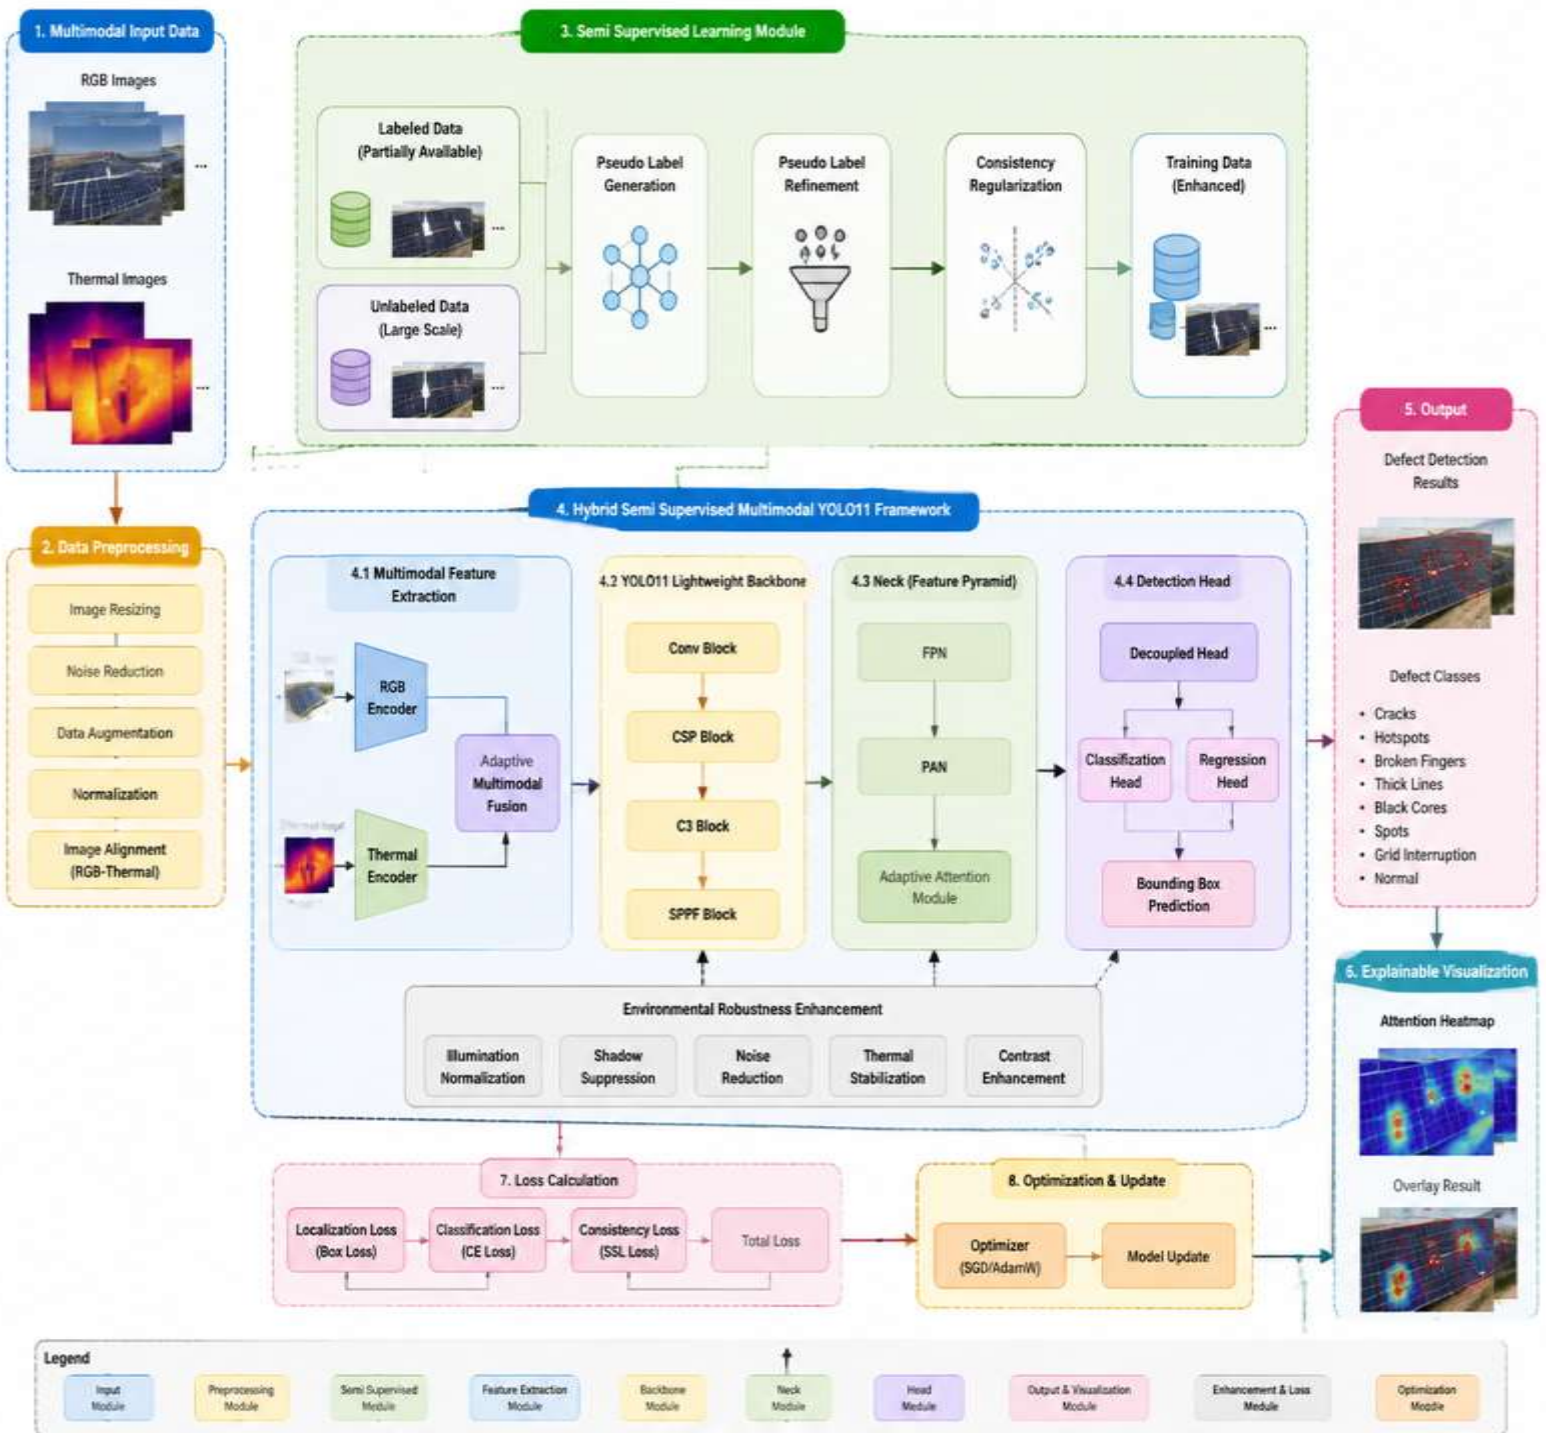 1. Multimodal Input Data
RGB Images
...
Thermal Images
...
2. Data Preprocessing
Image Resizing
Noise Reduction
Data Augmentation
Normalization
Image Alignment
(RGB-Thermal)
3. Semi Supervised Learning Module
Labeled Data
(Partially Available)
...
Unlabeled Data
(Large Scale)
...
Pseudo Label
Generation
Pseudo Label
Refinement
Consistency
Regularization
Training Data
(Enhanced)
...
4. Hybrid Semi Supervised Multimodal YOLO11 Framework
4.1 Multimodal Feature
Extraction
RGB
Encoder
Thermal
Encoder
Adaptive
Multimodal
Fusion
4.2 YOLO11 Lightweight Backbone
Conv Block
CSP Block
C3 Block
SPPF Block
4.3 Neck (Feature Pyramid)
FPN
PAN
Adaptive Attention
Module
4.4 Detection Head
Decoupled Head
Classifization
Head
Regression
Head
Bounding Box
Prediction
Environmental Robustness Enhancement
Illumination
Normalization
Shadow
Suppression
Noise
Reduction
Thermal
Stabilization
Contrast
Enhancement
5. Output
Defect Detection
Results
Defect Classes
• Cracks
• Hotspots
• Broken Fingers
• Thick Lines
• Black Cores
• Spots
• Grid Interruption
• Normal
6. Explainable Visualization
Attention Heatmap
Overlay Result
7. Loss Calculation
Localization Loss
(Box Loss)
Classification Loss
(CE Loss)
Consistency Loss
(SSL Loss)
Total Loss
8. Optimization & Update
Optimizer
(SGD/AdamW)
Model Update
Legend
Input
Module
Preprocessing
Module
Semi Supervised
Module
Feature Extraction
Module
Backbone
Module
Neck
Module
Head
Module
Output & Visualization
Module
Enhancement & Loss
Module
Optimization